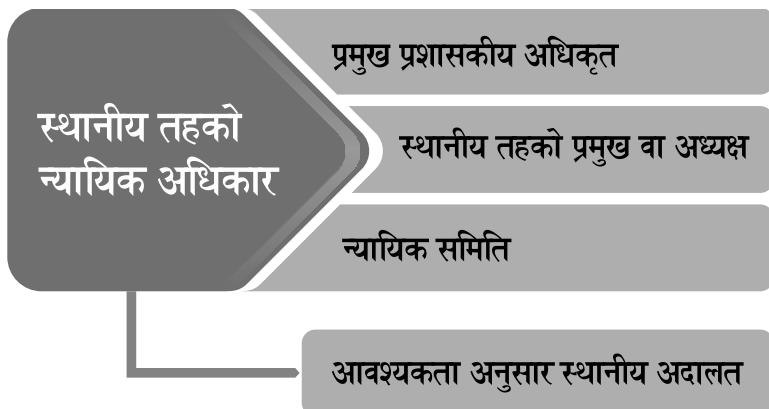 स्थानीय तहको
न्यायिक अधिकार
प्रमुख प्रशासकीय अधिकृत
स्थानीय तहको प्रमुख वा अध्यक्ष
न्यायिक समिति
आवश्यकता अनुसार स्थानीय अदालत